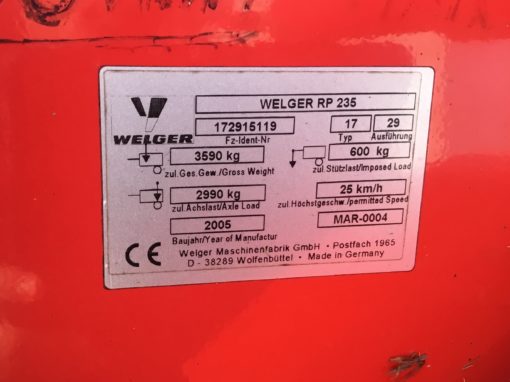 WELGER RP 235
WELGER
172915119 17 29
Fz-Ident-Nr Typ Ausführung
3590 kg 600 kg
zul.Ges.Gew./Gross Weight zul.Stützlast/Imposed Load
2990 kg 25 km/h
zul.Achslast/Axle Load zul.Höchstgeschw./permitted Speed
2005 MAR-0004
Baujahr/Year of Manufactur
CE
Welger Maschinenfabrik GmbH • Postfach 1965
D - 38289 Wolfenbüttel • Made in Germany